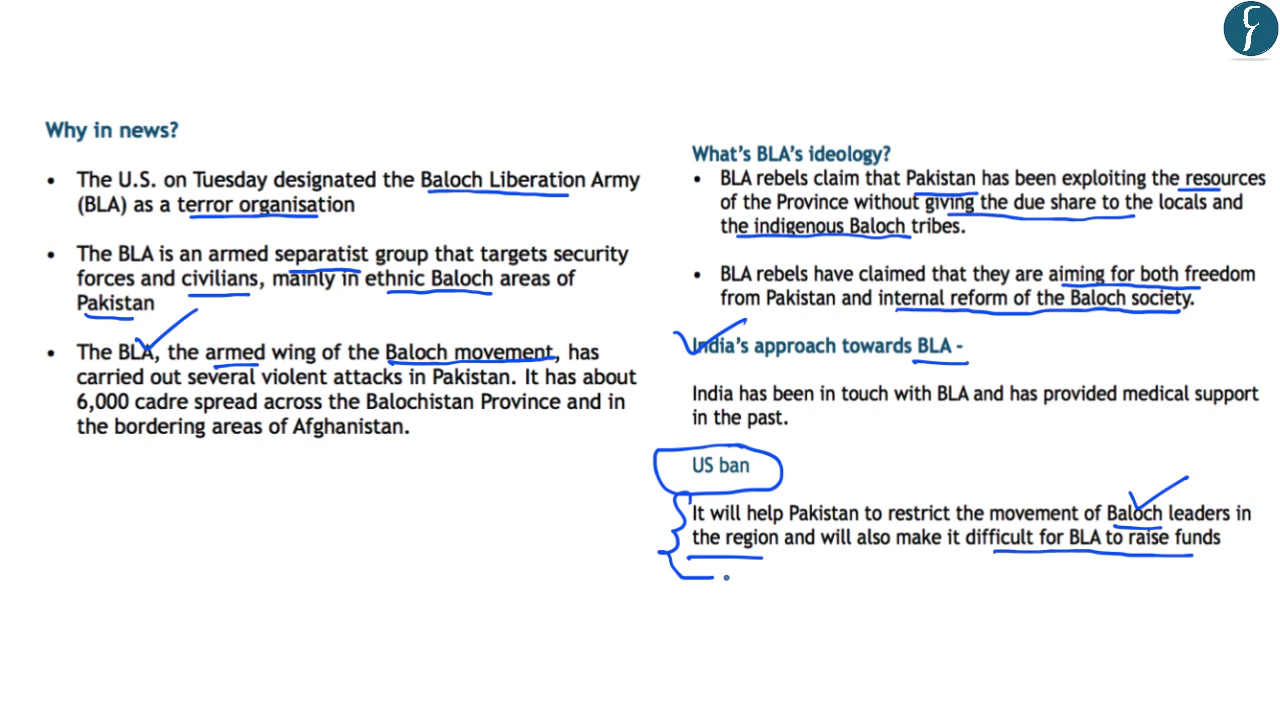 Why in news?
• The U.S. on Tuesday designated the Baloch Liberation Army
(BLA) as a terror organisation
• The BLA is an armed separatist group that targets security
forces and civilians, mainly in ethnic Baloch areas of
Pakistan
• The BLA, the armed wing of the Baloch movement, has
carried out several violent attacks in Pakistan. It has about
6,000 cadre spread across the Balochistan Province and in
the bordering areas of Afghanistan.
What's BLA's ideology?
• BLA rebels claim that Pakistan has been exploiting the resources
of the Province without giving the due share to the locals and
the indigenous Baloch tribes.
• BLA rebels have claimed that they are aiming for both freedom
from Pakistan and internal reform of the Baloch society.
India's approach towards BLA -
India has been in touch with BLA and has provided medical support
in the past.
US ban
It will help Pakistan to restrict the movement of Baloch leaders in
the region and will also make it difficult for BLA to raise funds